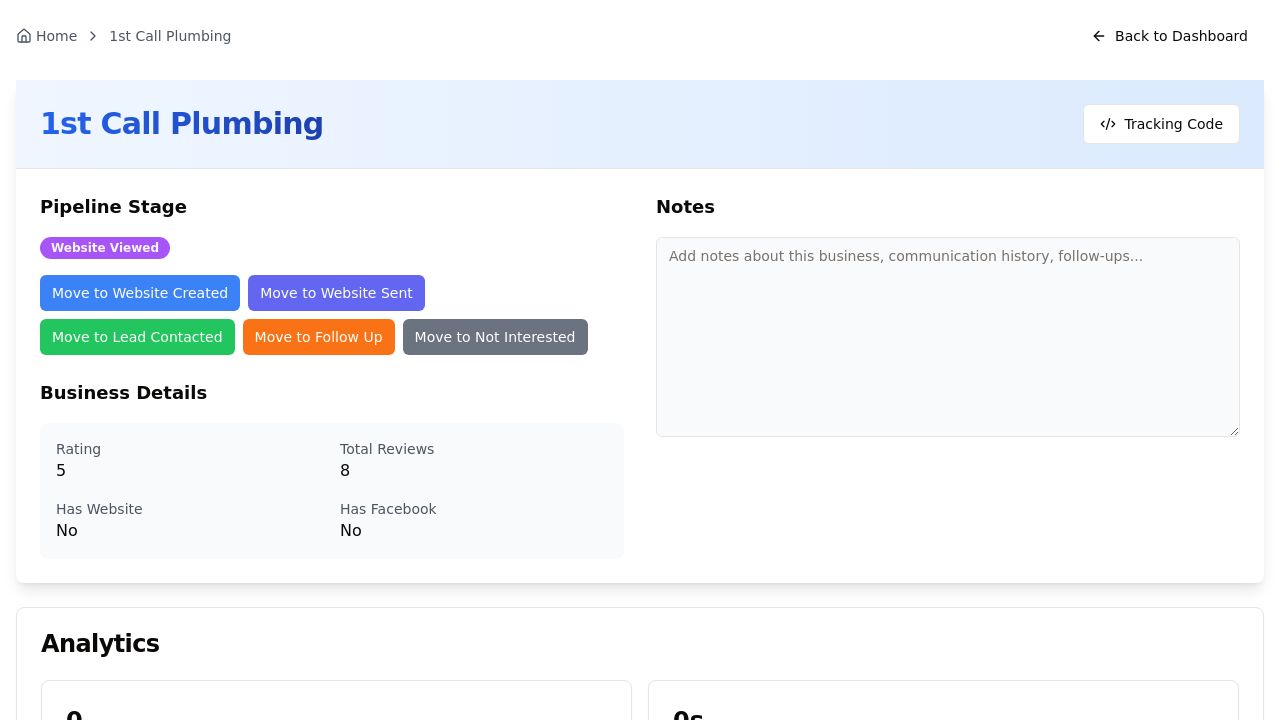 Home
1st Call Plumbing
Back to Dashboard
1st Call Plumbing
Tracking Code
Pipeline Stage
Website Viewed
Move to Website Created
Move to Website Sent
Move to Lead Contacted
Move to Follow Up
Move to Not Interested
Business Details
Rating
5
Total Reviews
8
Has Website
No
Has Facebook
No
Notes
Add notes about this business, communication history, follow-ups...
Analytics
0
0s